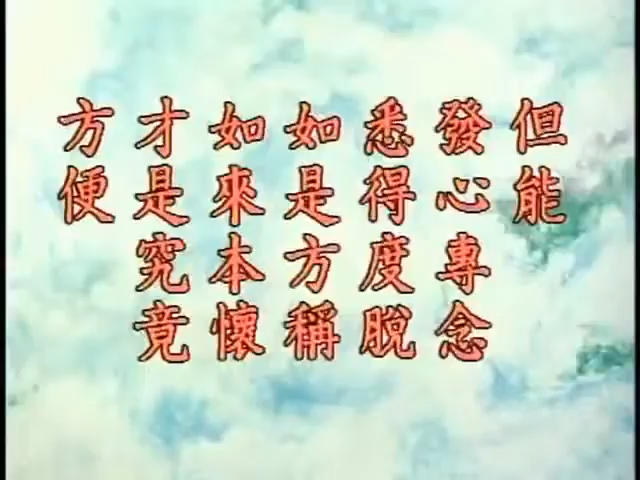 但能
發心專念
悉得度脫
如是方稱
如來本懷
才是究竟
方便